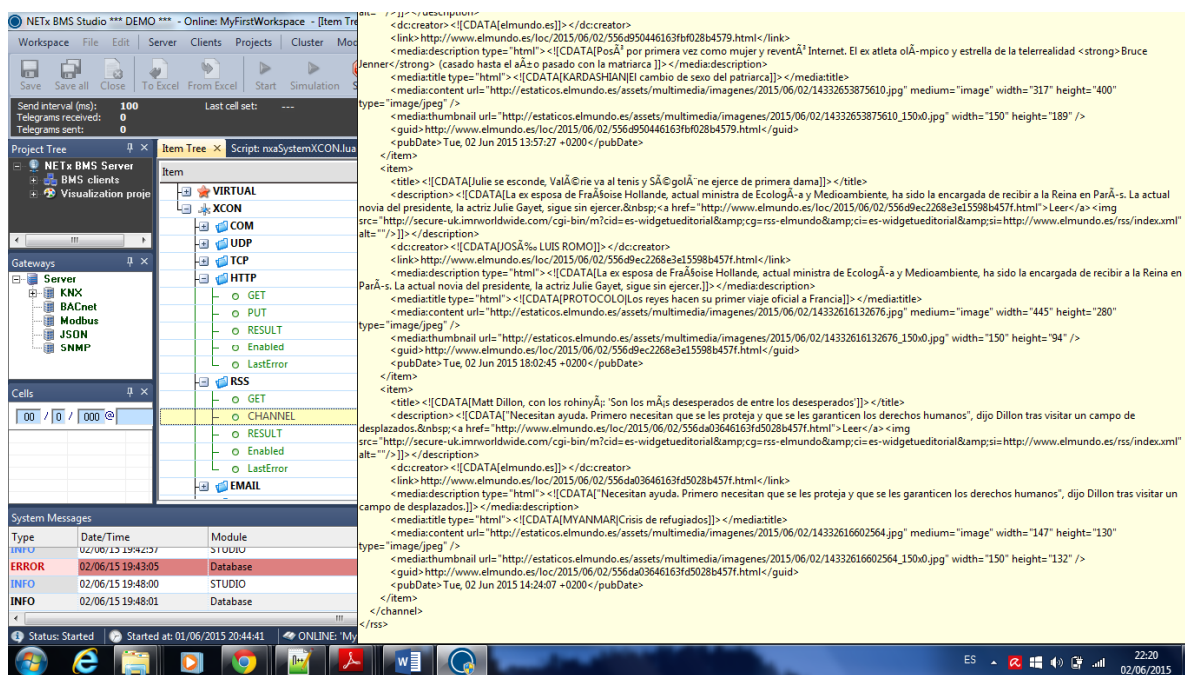 NETx BMS Studio *** DEMO *** - Online: MyFirstWorkspace - [Item Tre
Workspace File Edit Server Clients Projects Cluster Mod
Save Save all Close To Excel From Excel Start Simulation S
Send interval (ms): 100 Last cell set: ---
Telegrams received: 0
Telegrams sent: 0
Project Tree
NETx BMS Server
BMS clients
Visualization proje
Gateways
Server
KNX
BACnet
Modbus
JSON
SNMP
Cells
00 / 0 / 000 @
Item Tree × Script: nxaSystemXCON.lua
Item
VIRTUAL
XCON
COM
UDP
TCP
HTTP
GET
PUT
RESULT
Enabled
LastError
RSS
GET
CHANNEL
RESULT
Enabled
LastError
EMAIL
System Messages
Type Date/Time Module
INFO 02/06/15 19:42:57 STUDIO
ERROR 02/06/15 19:43:05 Database
INFO 02/06/15 19:48:00 STUDIO
INFO 02/06/15 19:48:01 Database
Status: Started Started at: 01/06/2015 20:44:41 ONLINE: 'My
alt=""/>]]></description>
<dc:creator><![CDATA[elmundo.es]]></dc:creator>
<link>http://www.elmundo.es/loc/2015/06/02/556d950446163fbf028b4579.html</link>
<media:description type="html"><![CDATA[PosÃ³ por primera vez como mujer y reventÃ³ Internet. El ex atleta olÃ­mpico y estrella de la telerrealidad <strong>Bruce
Jenner</strong> (casado hasta el aÃ±o pasado con la matriarca ]]></media:description>
<media:title type="html"><![CDATA[KARDASHIAN|El cambio de sexo del patriarca]]></media:title>
<media:content url="http://estaticos.elmundo.es/assets/multimedia/imagenes/2015/06/02/14332653875610.jpg" medium="image" width="317" height="400"
type="image/jpeg" />
<media:thumbnail url="http://estaticos.elmundo.es/assets/multimedia/imagenes/2015/06/02/14332653875610_150x0.jpg" width="150" height="189" />
<guid>http://www.elmundo.es/loc/2015/06/02/556d950446163fbf028b4579.html</guid>
<pubDate>Tue, 02 Jun 2015 13:57:27 +0200</pubDate>
</item>
<item>
<title><![CDATA[Julie se esconde, ValÃ©rie va al tenis y SÃ©golÃ¨ne ejerce de primera dama]]></title>
<description><![CDATA[La ex esposa de FraÃ§oise Hollande, actual ministra de EcologÃ­a y Medioambiente, ha sido la encargada de recibir a la Reina en ParÃ­s. La actual
novia del presidente, la actriz Julie Gayet, sigue sin ejercer.&nbsp;<a href="http://www.elmundo.es/loc/2015/06/02/556d9ec2268e3e15598b457f.html">Leer</a><img
src="http://secure-uk.imrworldwide.com/cgi-bin/m?cid=es-widgetueditorial&amp;cg=rss-elmundo&amp;ci=es-widgetueditorial&amp;si=http://www.elmundo.es/rss/index.xml"
alt=""/>]]></description>
<dc:creator><![CDATA[JOSÃ‰ LUIS ROMO]]></dc:creator>
<link>http://www.elmundo.es/loc/2015/06/02/556d9ec2268e3e15598b457f.html</link>
<media:description type="html"><![CDATA[La ex esposa de FraÃ§oise Hollande, actual ministra de EcologÃ­a y Medioambiente, ha sido la encargada de recibir a la Reina en
ParÃ­s. La actual novia del presidente, la actriz Julie Gayet, sigue sin ejercer.]]></media:description>
<media:title type="html"><![CDATA[PROTOCOLO|Los reyes hacen su primer viaje oficial a Francia]]></media:title>
<media:content url="http://estaticos.elmundo.es/assets/multimedia/imagenes/2015/06/02/14332616132676.jpg" medium="image" width="445" height="280"
type="image/jpeg" />
<media:thumbnail url="http://estaticos.elmundo.es/assets/multimedia/imagenes/2015/06/02/14332616132676_150x0.jpg" width="150" height="94" />
<guid>http://www.elmundo.es/loc/2015/06/02/556d9ec2268e3e15598b457f.html</guid>
<pubDate>Tue, 02 Jun 2015 18:02:45 +0200</pubDate>
</item>
<item>
<title><![CDATA[Matt Dillon, con los rohinyÃ¡: 'Son los mÃ¡s desesperados de entre los desesperados']]></title>
<description><![CDATA["Necesitan ayuda. Primero necesitan que se les proteja y que se les garanticen los derechos humanos", dijo Dillon tras visitar un campo de
desplazados.&nbsp;<a href="http://www.elmundo.es/loc/2015/06/02/556da03646163fd5028b457f.html">Leer</a><img
src="http://secure-uk.imrworldwide.com/cgi-bin/m?cid=es-widgetueditorial&amp;cg=rss-elmundo&amp;ci=es-widgetueditorial&amp;si=http://www.elmundo.es/rss/index.xml"
alt=""/>]]></description>
<dc:creator><![CDATA[elmundo.es]]></dc:creator>
<link>http://www.elmundo.es/loc/2015/06/02/556da03646163fd5028b457f.html</link>
<media:description type="html"><![CDATA["Necesitan ayuda. Primero necesitan que se les proteja y que se les garanticen los derechos humanos", dijo Dillon tras visitar un
campo de desplazados.]]></media:description>
<media:title type="html"><![CDATA[MYANMAR|Crisis de refugiados]]></media:title>
<media:content url="http://estaticos.elmundo.es/assets/multimedia/imagenes/2015/06/02/14332616602564.jpg" medium="image" width="147" height="130"
type="image/jpeg" />
<media:thumbnail url="http://estaticos.elmundo.es/assets/multimedia/imagenes/2015/06/02/14332616602564_150x0.jpg" width="150" height="132" />
<guid>http://www.elmundo.es/loc/2015/06/02/556da03646163fd5028b457f.html</guid>
<pubDate>Tue, 02 Jun 2015 14:24:07 +0200</pubDate>
</item>
</channel>
</rss>
ES
22:20
02/06/2015